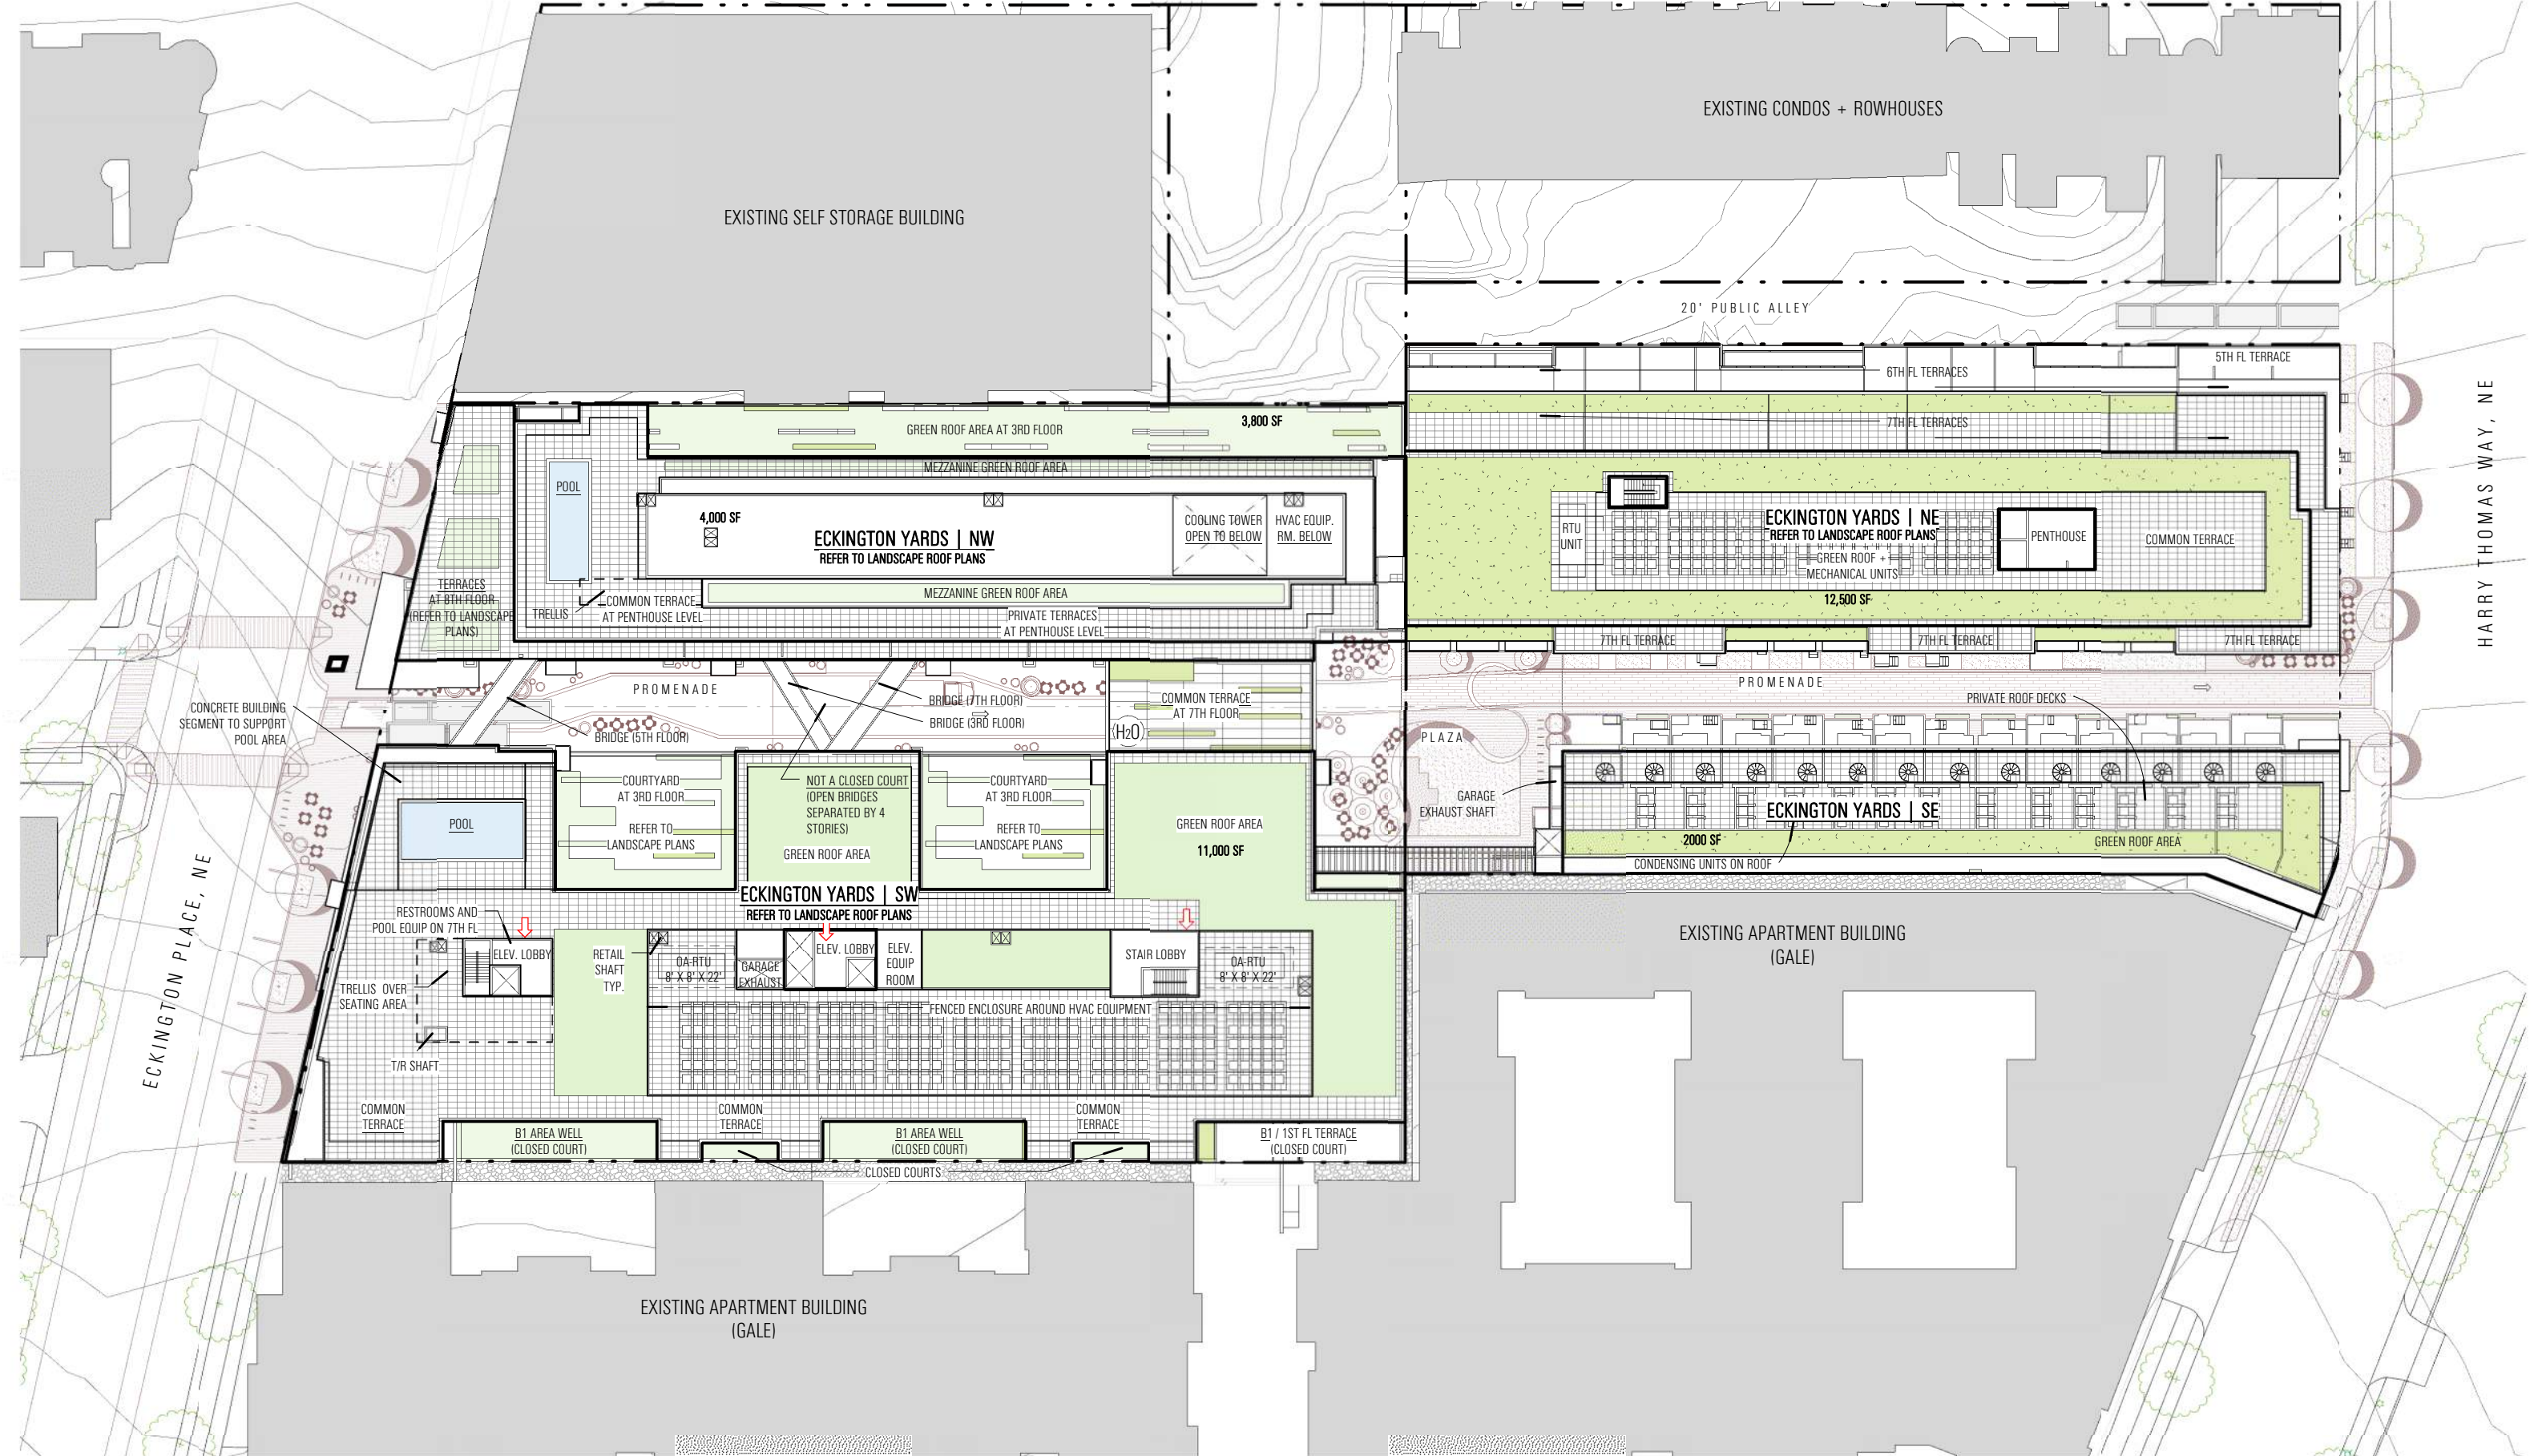 EXISTING CONDOS + ROWHOUSES
EXISTING SELF STORAGE BUILDING
20' PUBLIC ALLEY
5TH FL TERRACE
6TH FL TERRACES
7TH FL TERRACES
HARRY THOMAS WAY, NE
GREEN ROOF AREA AT 3RD FLOOR
3,800 SF
MEZZANINE GREEN ROOF AREA
POOL
4,000 SF
ECKINGTON YARDS | NW
REFER TO LANDSCAPE ROOF PLANS
COOLING TOWER
OPEN TO BELOW
HVAC EQUIP.
RM. BELOW
RTU
UNIT
ECKINGTON YARDS | NE
REFER TO LANDSCAPE ROOF PLANS
GREEN ROOF +
MECHANICAL UNITS
PENTHOUSE
COMMON TERRACE
12,500 SF
TERRACES
AT 8TH FLOOR
(REFER TO LANDSCAPE
PLANS)
TRELLIS
COMMON TERRACE
AT PENTHOUSE LEVEL
MEZZANINE GREEN ROOF AREA
PRIVATE TERRACES
AT PENTHOUSE LEVEL
7TH FL TERRACE
7TH FL TERRACE
7TH FL TERRACE
PROMENADE
BRIDGE (7TH FLOOR)
BRIDGE (3RD FLOOR)
BRIDGE (5TH FLOOR)
COMMON TERRACE
AT 7TH FLOOR
(H2O)
PROMENADE
PRIVATE ROOF DECKS
PLAZA
CONCRETE BUILDING
SEGMENT TO SUPPORT
POOL AREA
POOL
COURTYARD
AT 3RD FLOOR
REFER TO
LANDSCAPE PLANS
NOT A CLOSED COURT
(OPEN BRIDGES
SEPARATED BY 4
STORIES)
GREEN ROOF AREA
COURTYARD
AT 3RD FLOOR
REFER TO
LANDSCAPE PLANS
GREEN ROOF AREA
11,000 SF
GARAGE
EXHAUST SHAFT
ECKINGTON YARDS | SE
2000 SF
GREEN ROOF AREA
CONDENSING UNITS ON ROOF
ECKINGTON PLACE, NE
ECKINGTON YARDS | SW
REFER TO LANDSCAPE ROOF PLANS
RESTROOMS AND
POOL EQUIP ON 7TH FL
ELEV. LOBBY
RETAIL
SHAFT
TYP.
OA-RTU
8' X 8' X 22'
GARAGE
EXHAUST
ELEV. LOBBY
ELEV.
EQUIP
ROOM
STAIR LOBBY
OA-RTU
8' X 8' X 22'
TRELLIS OVER
SEATING AREA
FENCED ENCLOSURE AROUND HVAC EQUIPMENT
T/R SHAFT
COMMON
TERRACE
COMMON
TERRACE
COMMON
TERRACE
B1 AREA WELL
(CLOSED COURT)
B1 AREA WELL
(CLOSED COURT)
B1 / 1ST FL TERRACE
(CLOSED COURT)
CLOSED COURTS
EXISTING APARTMENT BUILDING
(GALE)
EXISTING APARTMENT BUILDING
(GALE)